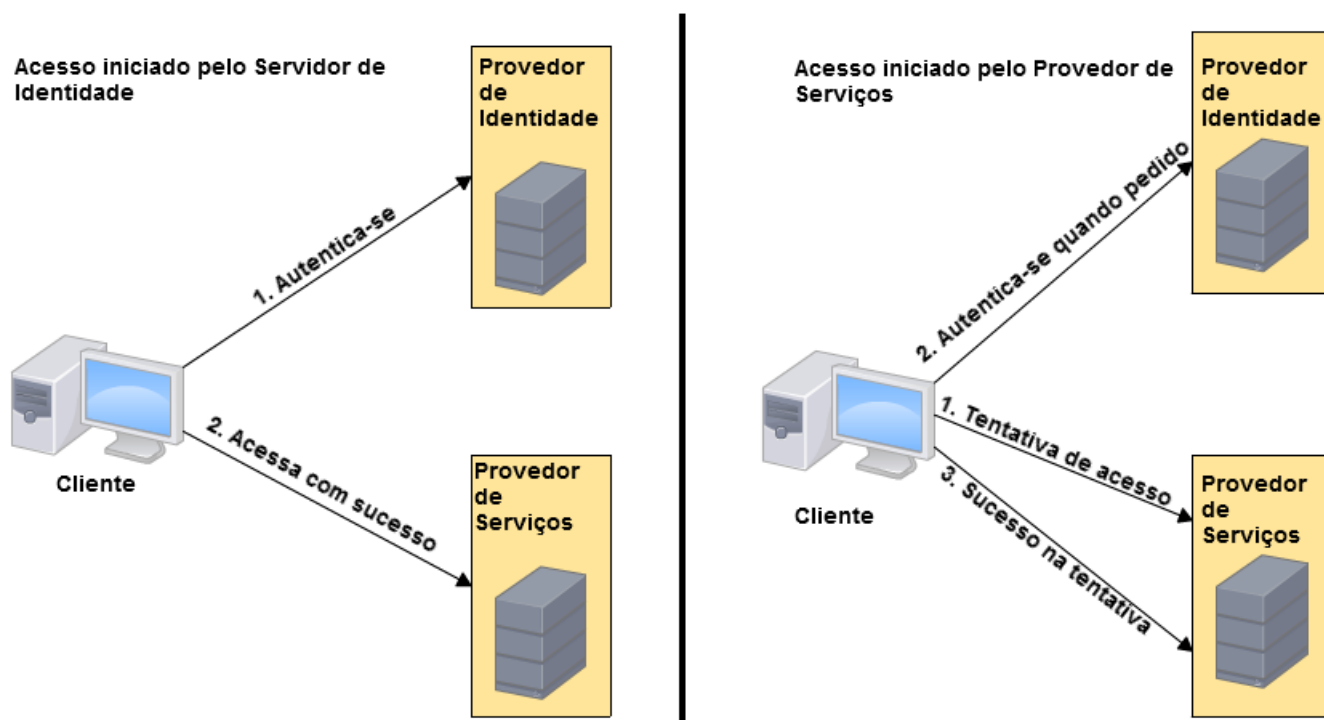 Acesso iniciado pelo Servidor de
Identidade
Provedor
de
Identidade
1. Autentica-se
2. Acessa com sucesso
Cliente
Provedor
de
Serviços
Acesso iniciado pelo Provedor de
Serviços
Provedor
de
Identidade
2. Autentica-se quando pedido
1. Tentativa de acesso
3. Sucesso na tentativa
Cliente
Provedor
de
Serviços